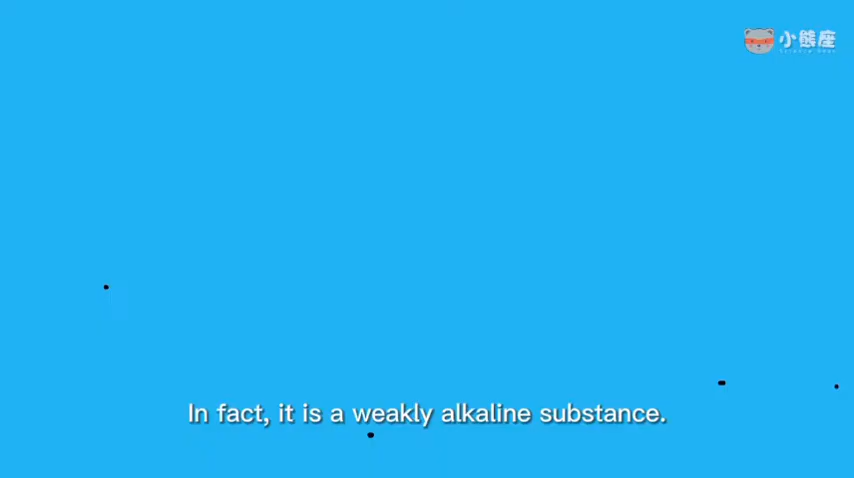 小熊座
In fact, it is a weakly alkaline substance.